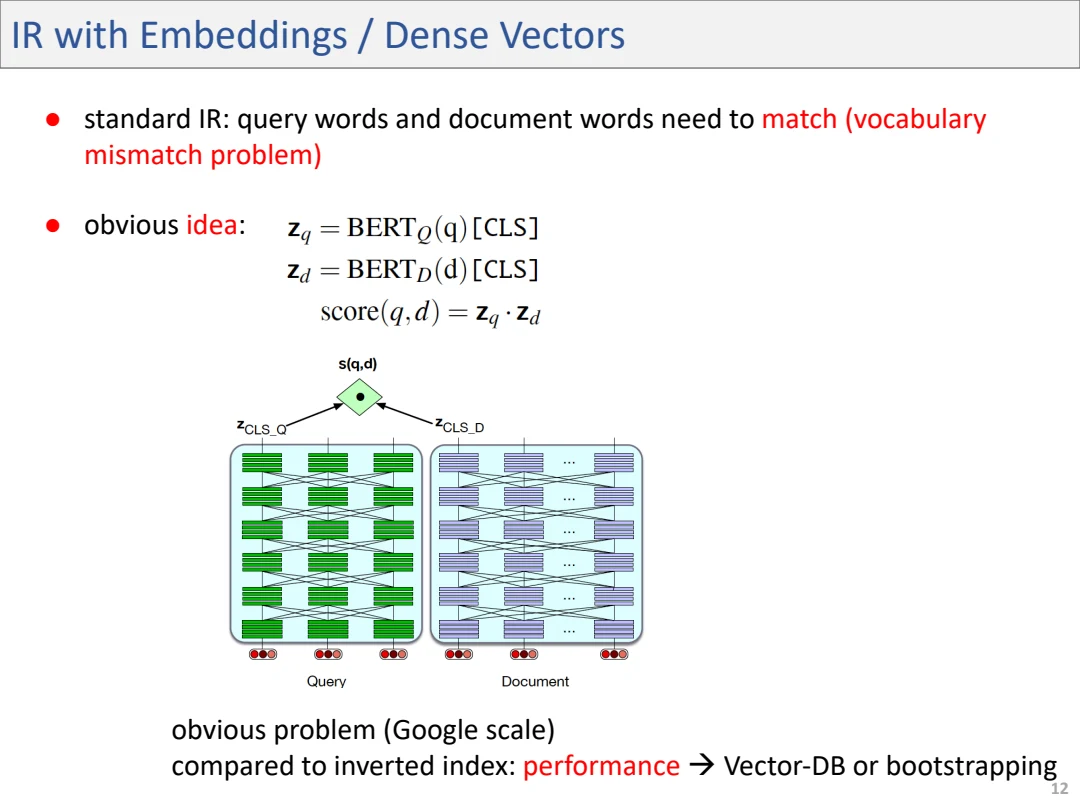 IR with Embeddings / Dense Vectors
● standard IR: query words and document words need to match (vocabulary
mismatch problem)
● obvious idea:
z_q = BERT_Q(q)[CLS]
z_d = BERT_D(d)[CLS]
score(q,d) = z_q · z_d
s(q,d)
z_CLS_Q
z_CLS_D
...
...
...
...
...
...
Query
Document
obvious problem (Google scale)
compared to inverted index: performance → Vector-DB or bootstrapping
12